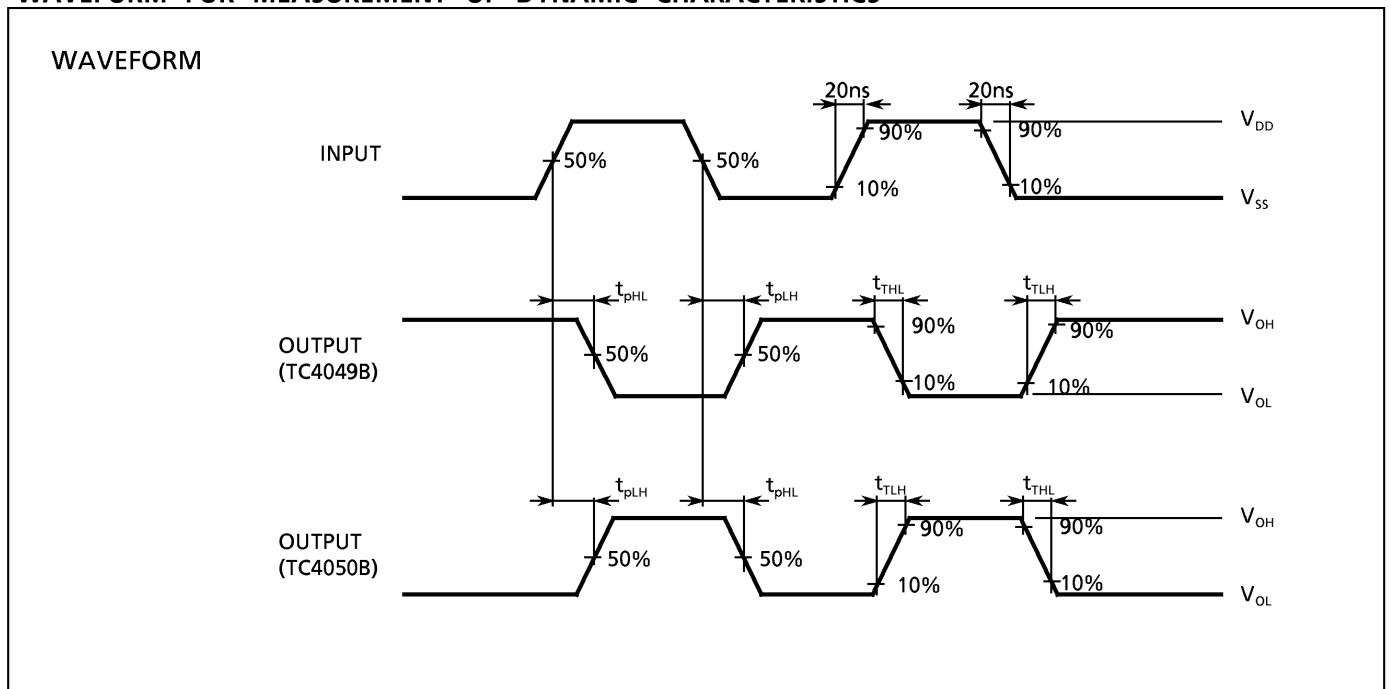 WAVEFORM FOR MEASUREMENT OF DYNAMIC CHARACTERISTICS
WAVEFORM
20ns 20ns
INPUT 50% 50% 90% 90% V_DD
10% 10% V_SS
t_pHL t_pLH t_THL t_TLH
OUTPUT
(TC4049B)
50% 50% 90% 90% V_OH
10% 10% V_OL
t_pLH t_pHL t_TLH t_THL
OUTPUT
(TC4050B)
50% 50% 90% 90% V_OH
10% 10% V_OL